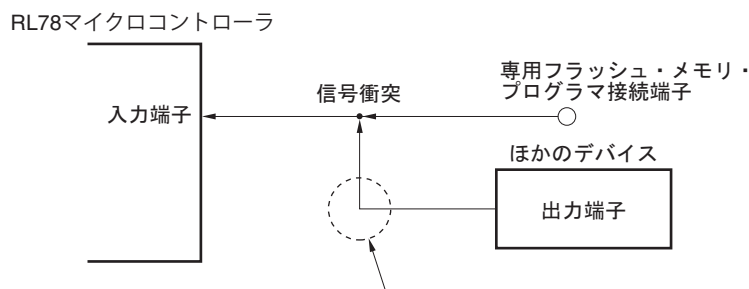 RL78マイクロコントローラ
専用フラッシュ・メモリ・
プログラマ接続端子
信号衝突
入力端子
ほかのデバイス
出力端子